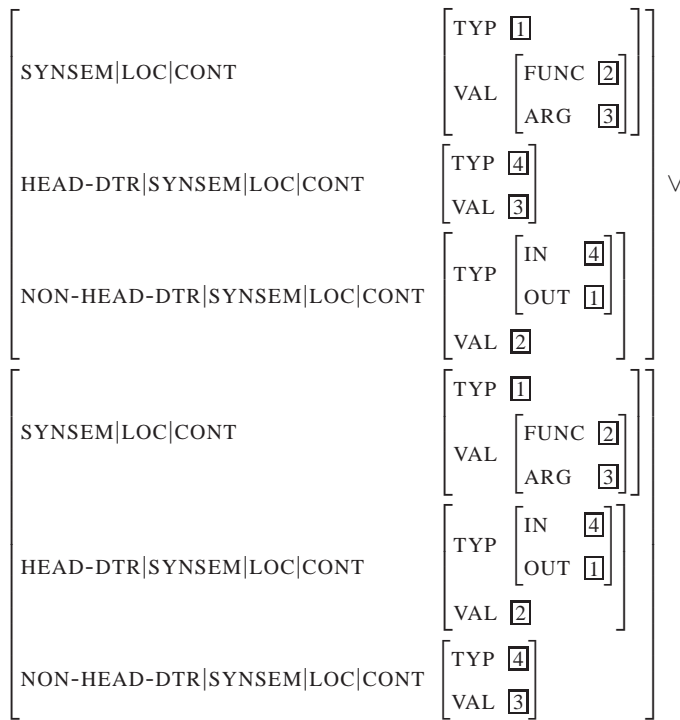 TYP 1
SYNSEM|LOC|CONT
VAL FUNC 2
ARG 3
HEAD-DTR|SYNSEM|LOC|CONT
TYP 4
VAL 3
∨
NON-HEAD-DTR|SYNSEM|LOC|CONT
TYP IN 4
OUT 1
VAL 2
TYP 1
SYNSEM|LOC|CONT
VAL FUNC 2
ARG 3
HEAD-DTR|SYNSEM|LOC|CONT
TYP IN 4
OUT 1
VAL 2
NON-HEAD-DTR|SYNSEM|LOC|CONT
TYP 4
VAL 3